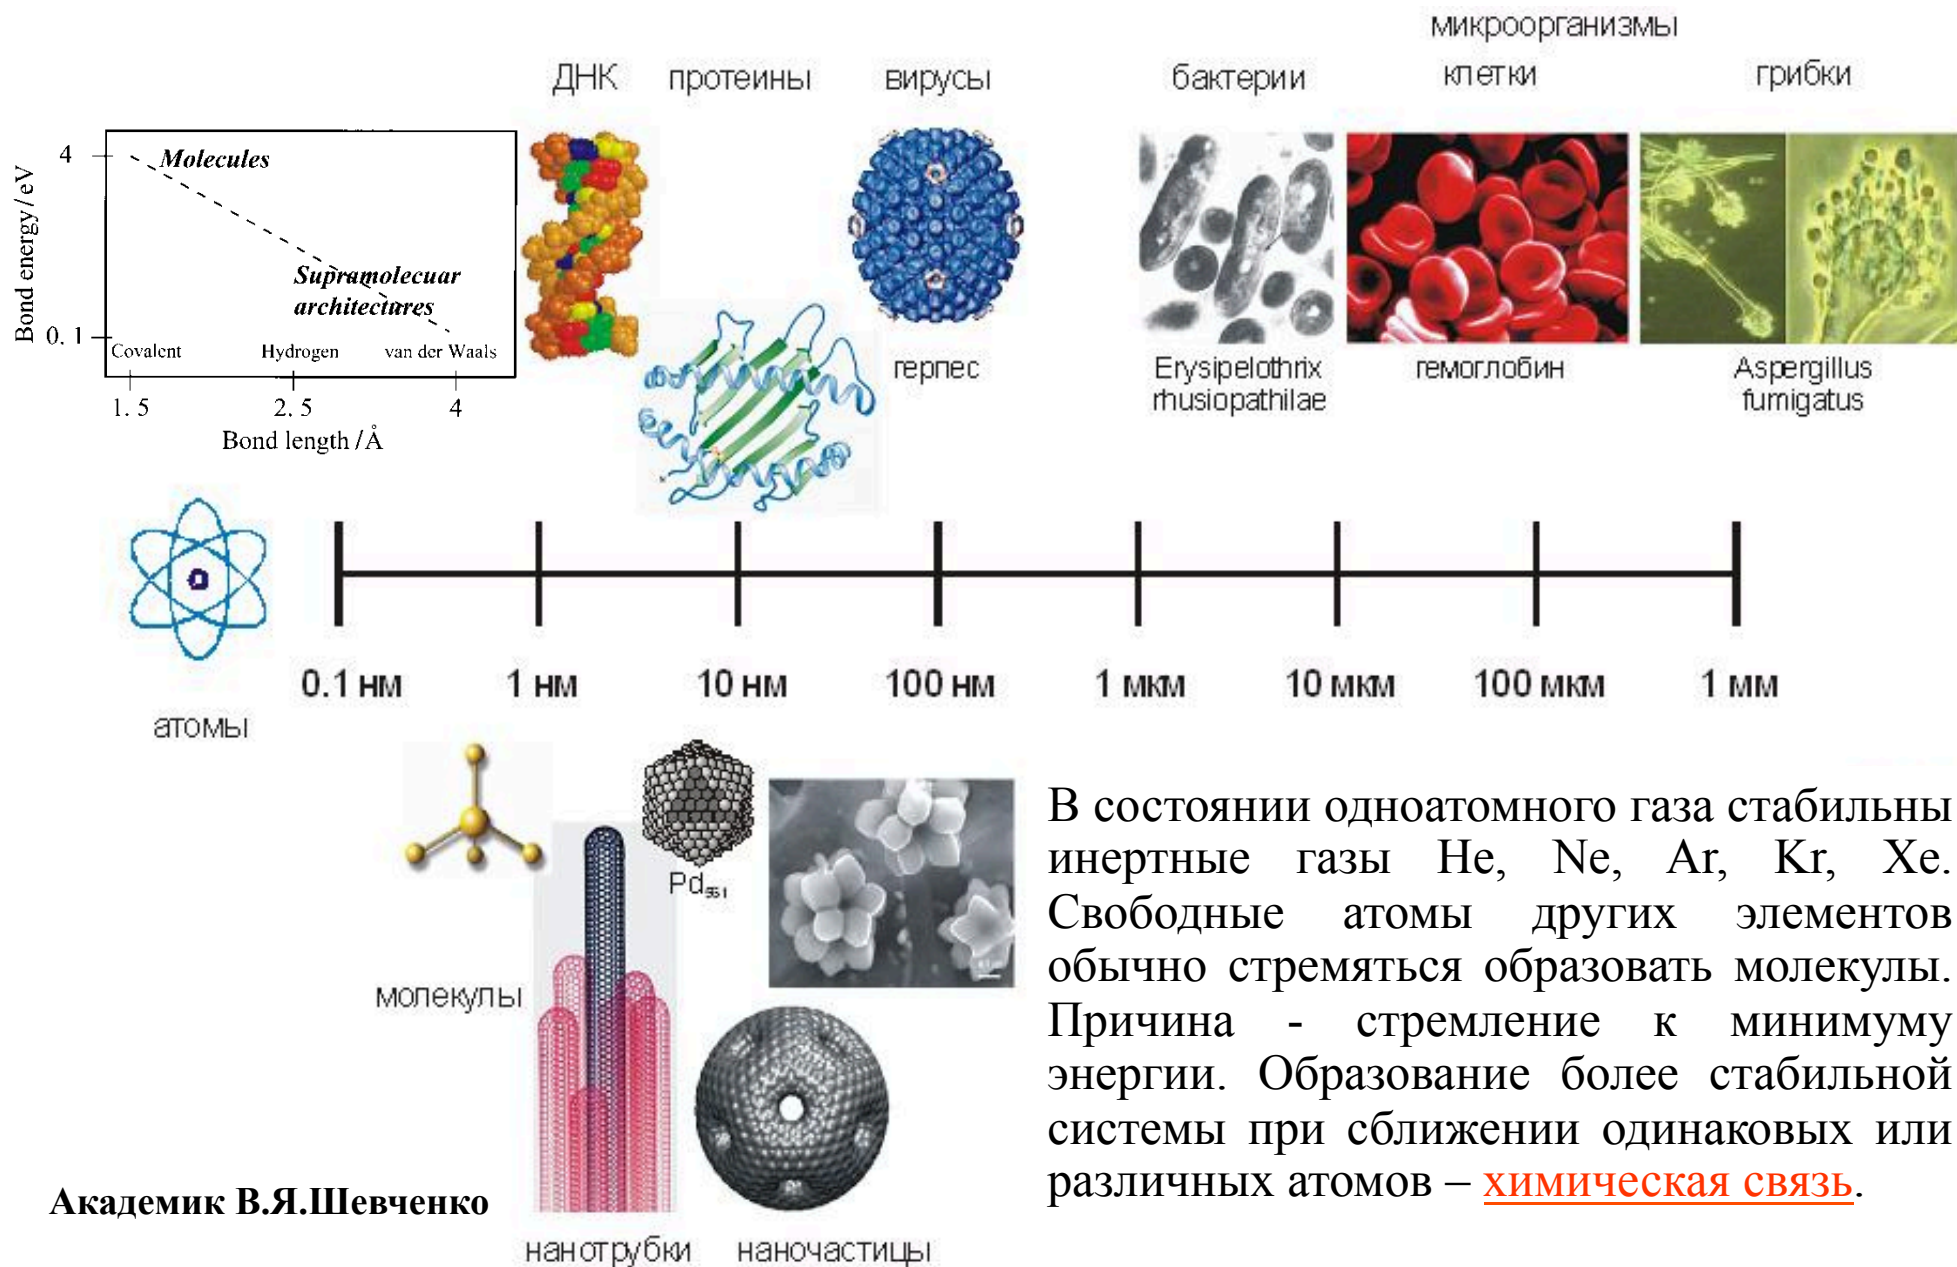 микроорганизмы
ДНК протеины вирусы бактерии клетки грибки
4
Molecules
Bond energy / eV
Supramolecuar
architectures
0. 1
Covalent Hydrogen van der Waals
1. 5 2. 5 4
Bond length / Å
герпес
Erysipelothrix
rhusiopathilae
гемоглобин
Aspergillus
fumigatus
0.1 нм 1 нм 10 нм 100 нм 1 мкм 10 мкм 100 мкм 1 мм
атомы
Pd₅₆₁
молекулы
В состоянии одноатомного газа стабильны
инертные газы He, Ne, Ar, Kr, Xe.
Свободные атомы других элементов
обычно стремяться образовать молекулы.
Причина - стремление к минимуму
энергии. Образование более стабильной
системы при сближении одинаковых или
различных атомов – химическая связь.
Академик В.Я.Шевченко
нанотрубки наночастицы